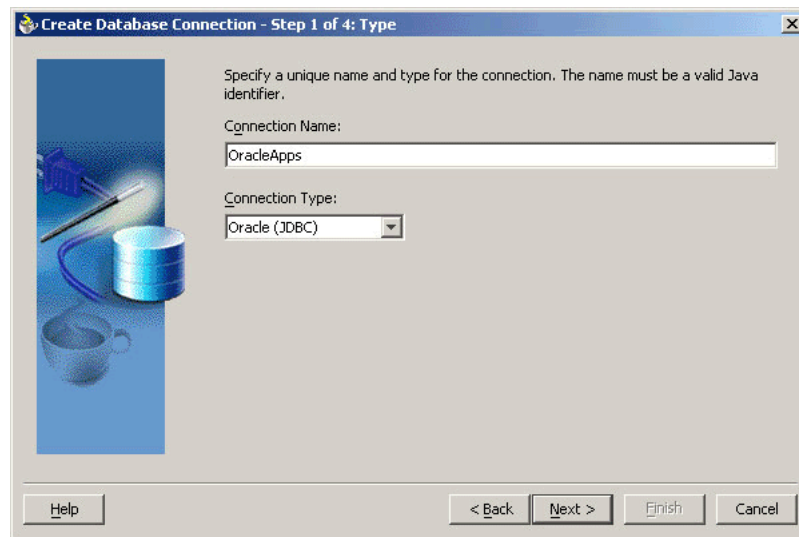 Create Database Connection - Step 1 of 4: Type
Specify a unique name and type for the connection. The name must be a valid Java
identifier.
Connection Name:
OracleApps
Connection Type:
Oracle (JDBC)
Help
< Back
Next >
Finish
Cancel